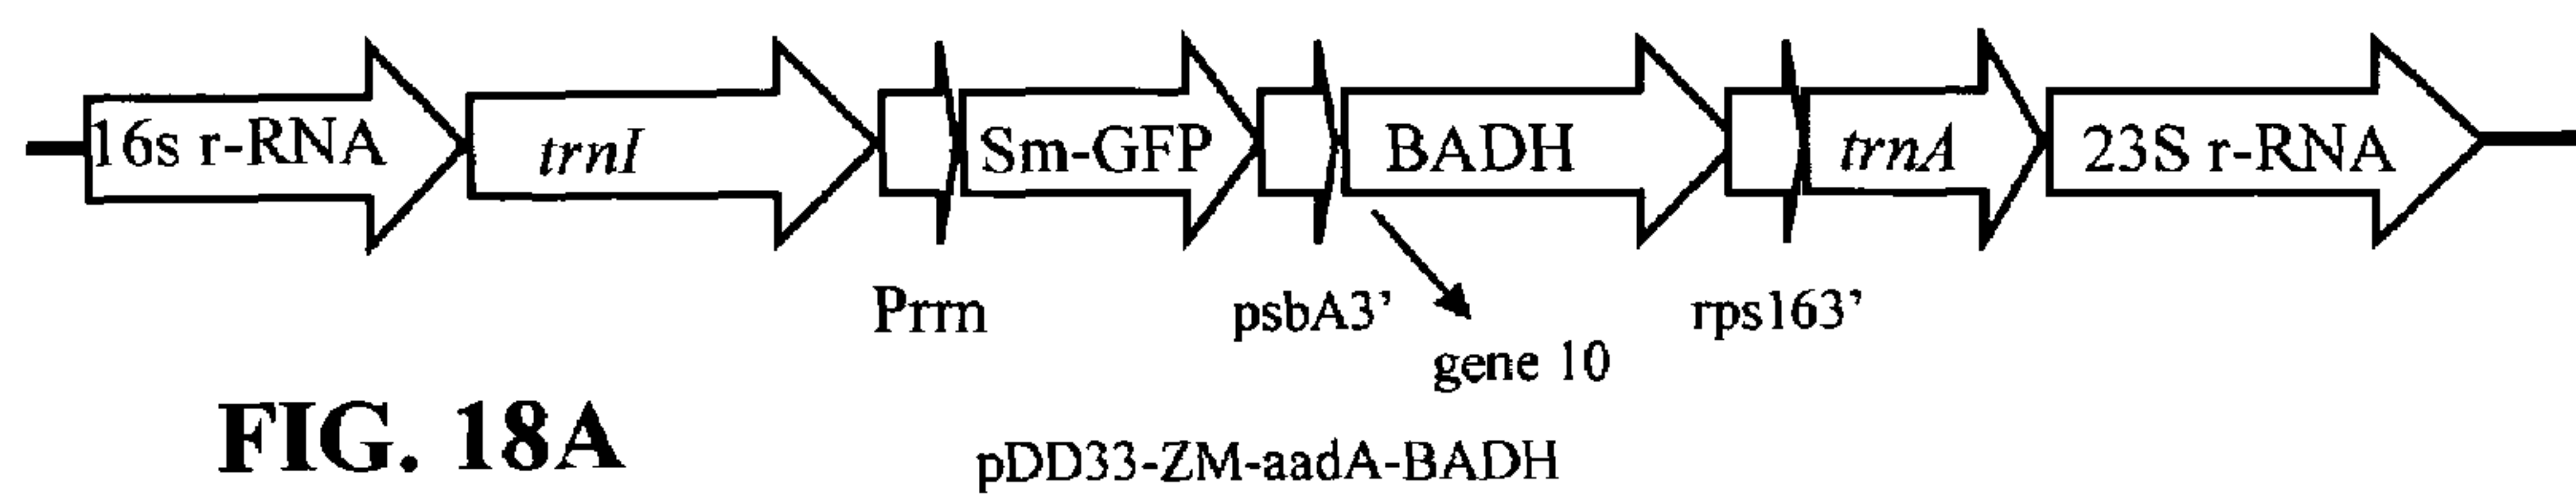 16s r-RNA trnI Sm-GFP BADH trnA 23S r-RNA
Prrn psbA3’ rps163’
gene 10
FIG. 18A pDD33-ZM-aadA-BADH